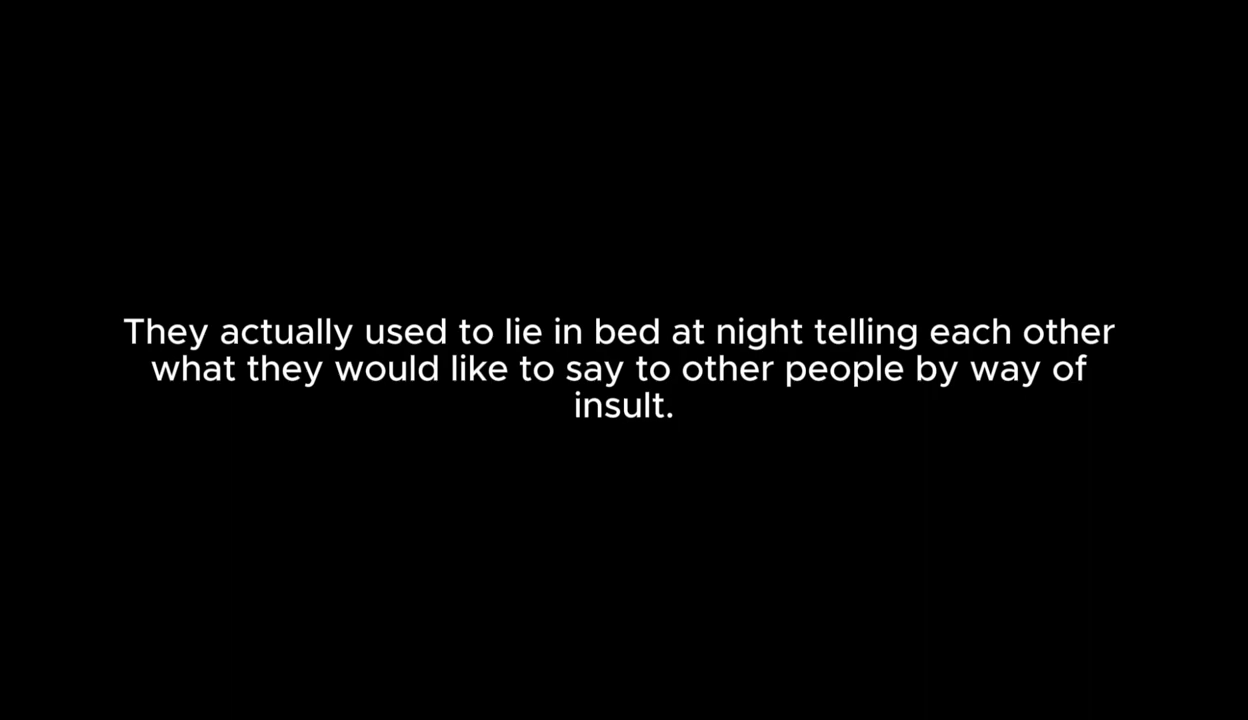 They actually used to lie in bed at night telling each other
what they would like to say to other people by way of
insult.